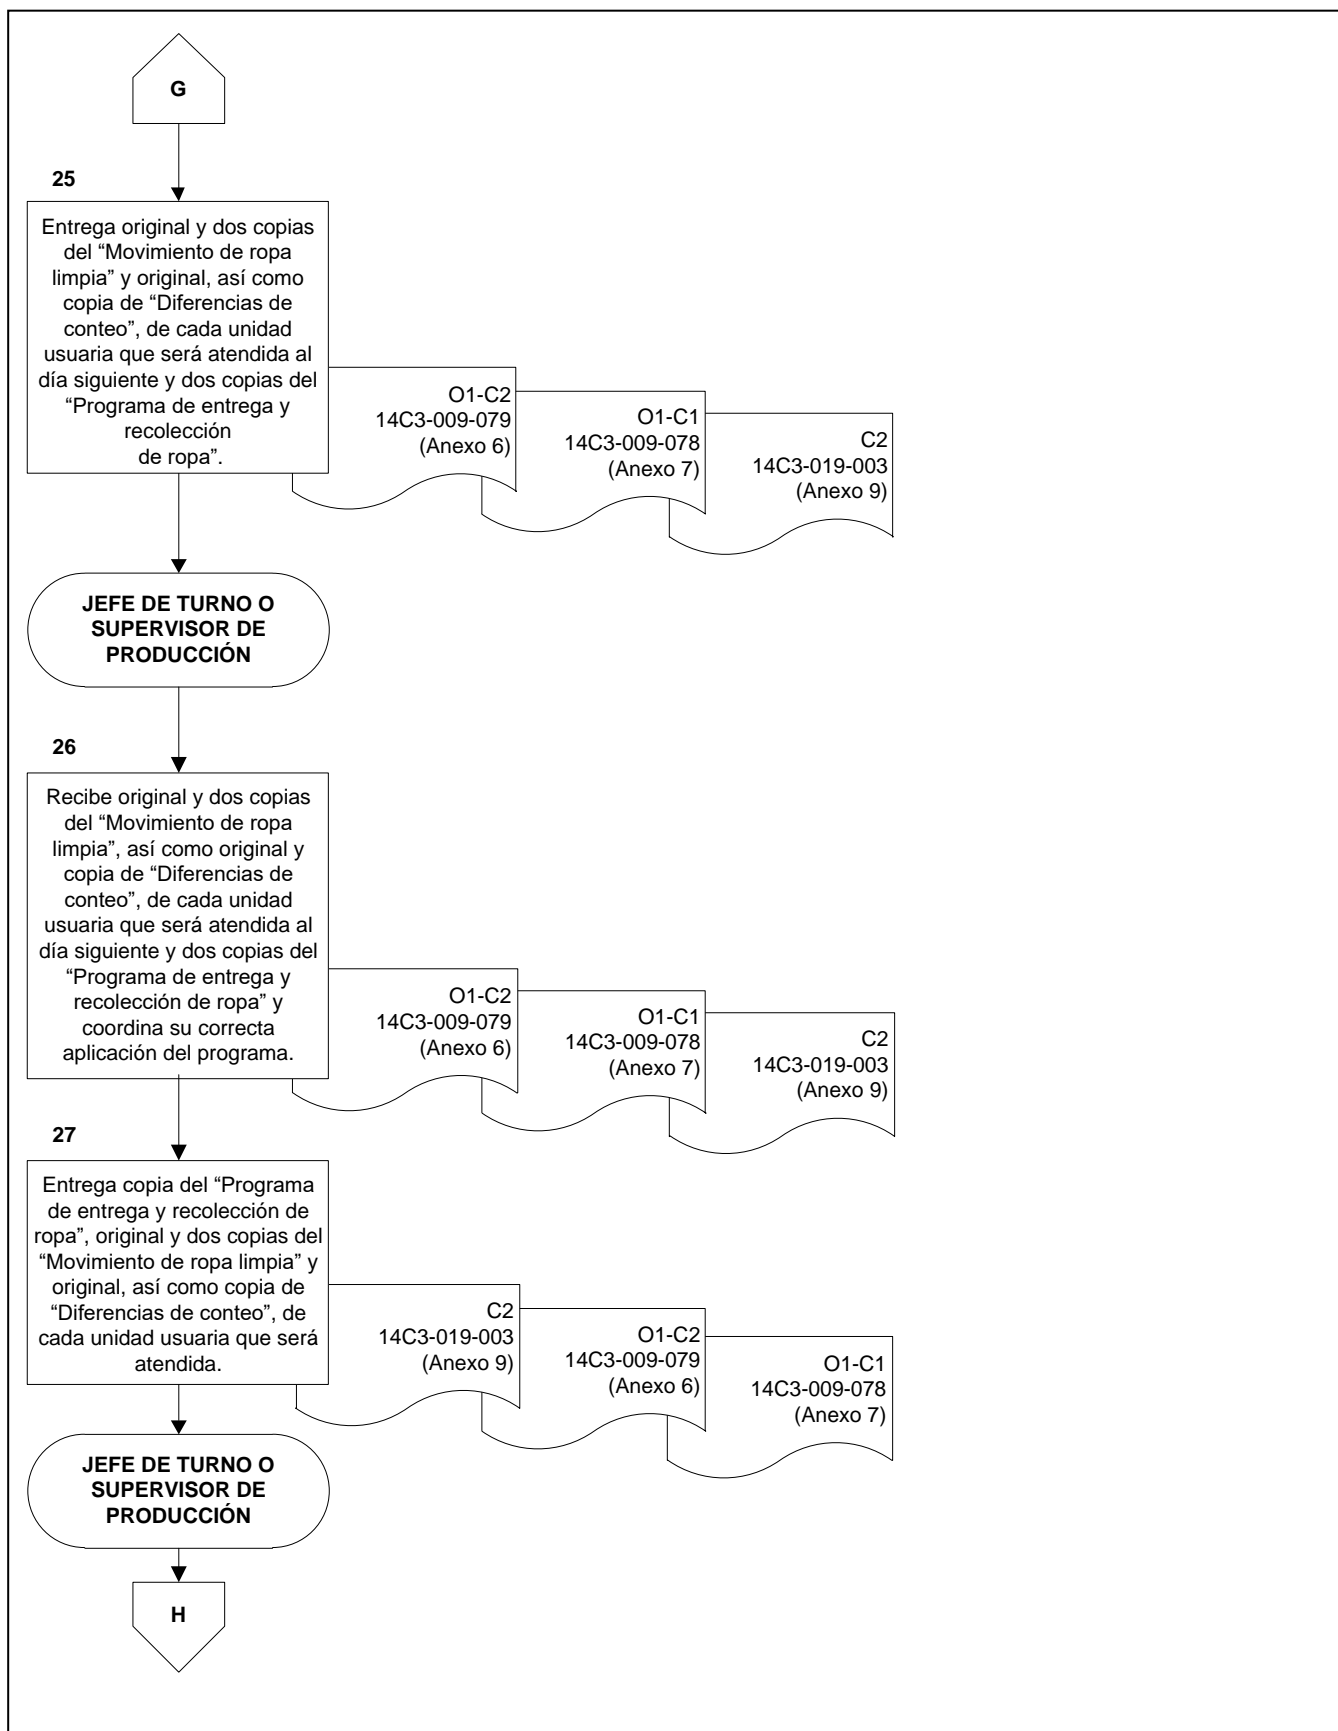 G
25
Entrega original y dos copias
del “Movimiento de ropa
limpia” y original, así como
copia de “Diferencias de
conteo”, de cada unidad
usuaria que será atendida al
día siguiente y dos copias del
“Programa de entrega y
recolección
de ropa”.
O1-C2
14C3-009-079
(Anexo 6)
O1-C1
14C3-009-078
(Anexo 7)
C2
14C3-019-003
(Anexo 9)
JEFE DE TURNO O
SUPERVISOR DE
PRODUCCIÓN
26
Recibe original y dos copias
del “Movimiento de ropa
limpia”, así como original y
copia de “Diferencias de
conteo”, de cada unidad
usuaria que será atendida al
día siguiente y dos copias del
“Programa de entrega y
recolección de ropa” y
coordina su correcta
aplicación del programa.
O1-C2
14C3-009-079
(Anexo 6)
O1-C1
14C3-009-078
(Anexo 7)
C2
14C3-019-003
(Anexo 9)
27
Entrega copia del “Programa
de entrega y recolección de
ropa”, original y dos copias del
“Movimiento de ropa limpia” y
original, así como copia de
“Diferencias de conteo”, de
cada unidad usuaria que será
atendida.
C2
14C3-019-003
(Anexo 9)
O1-C2
14C3-009-079
(Anexo 6)
O1-C1
14C3-009-078
(Anexo 7)
JEFE DE TURNO O
SUPERVISOR DE
PRODUCCIÓN
H